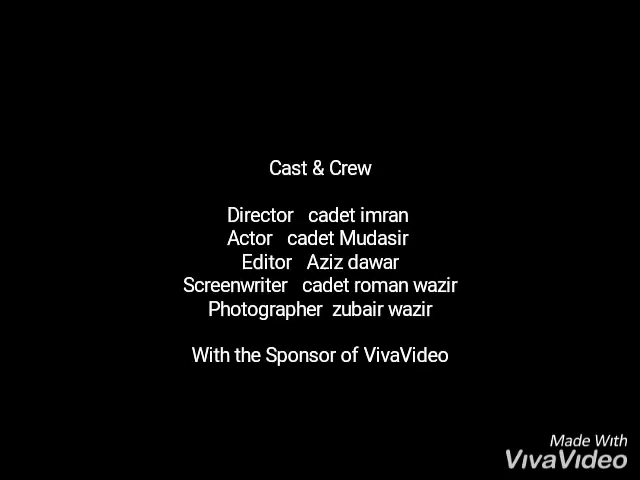 Cast & Crew
Director cadet imran
Actor cadet Mudasir
Editor Aziz dawar
Screenwriter cadet roman wazir
Photographer zubair wazir
With the Sponsor of VivaVideo
Made With
VivaVideo